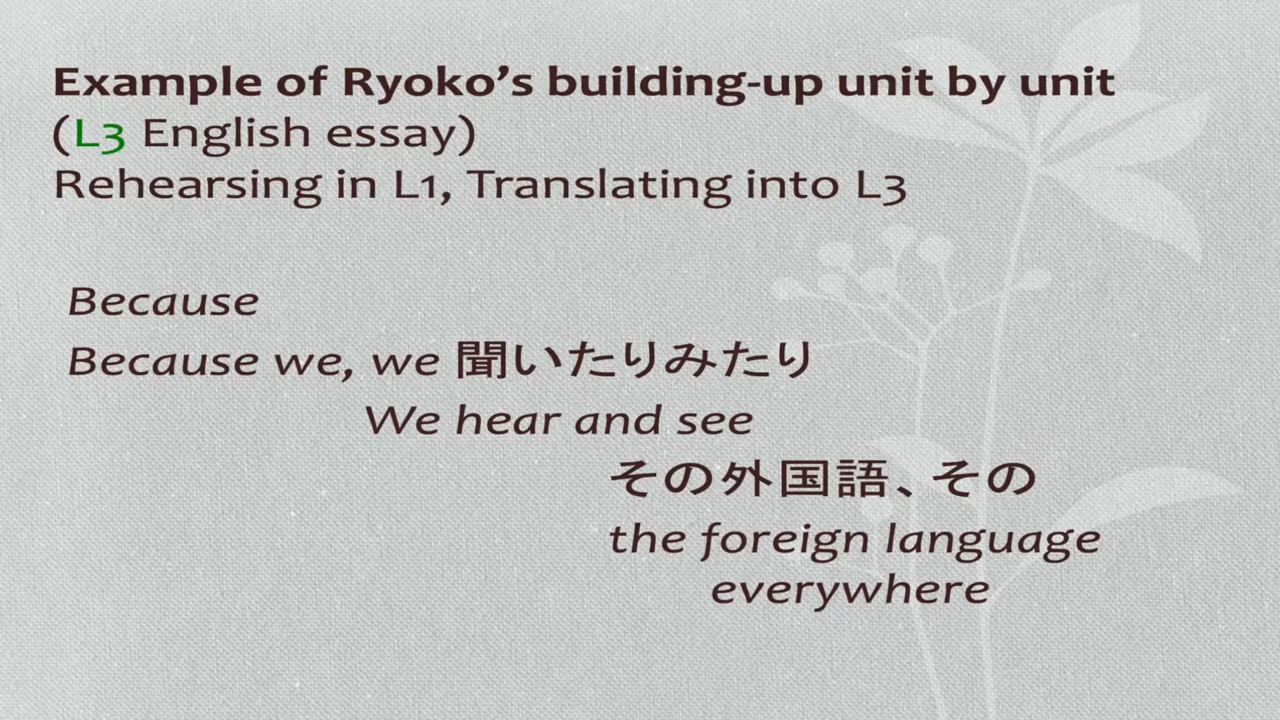 Example of Ryoko’s building-up unit by unit
(L3 English essay)
Rehearsing in L1, Translating into L3
Because
Because we, we 聞いたりみたり
We hear and see
その外国語、その
the foreign language
everywhere